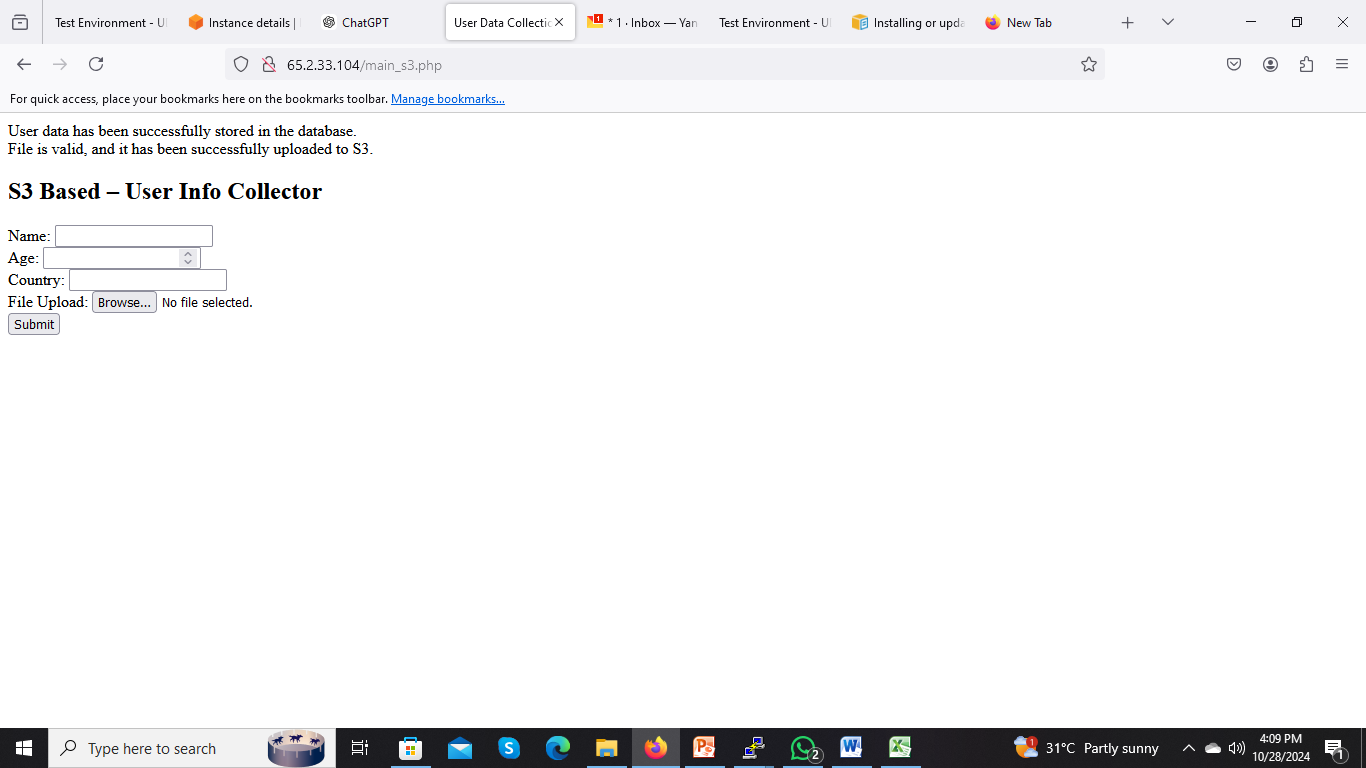 Test Environment - U
Instance details |
ChatGPT
User Data Collectio
* 1 · Inbox — Yan
Test Environment - U
Installing or upda
New Tab
65.2.33.104/main_s3.php
For quick access, place your bookmarks here on the bookmarks toolbar. Manage bookmarks...
User data has been successfully stored in the database.
File is valid, and it has been successfully uploaded to S3.
S3 Based – User Info Collector
Name:
Age:
Country:
File Upload: Browse... No file selected.
Submit
Type here to search
2
1
31°C Partly sunny
4:09 PM
10/28/2024
1